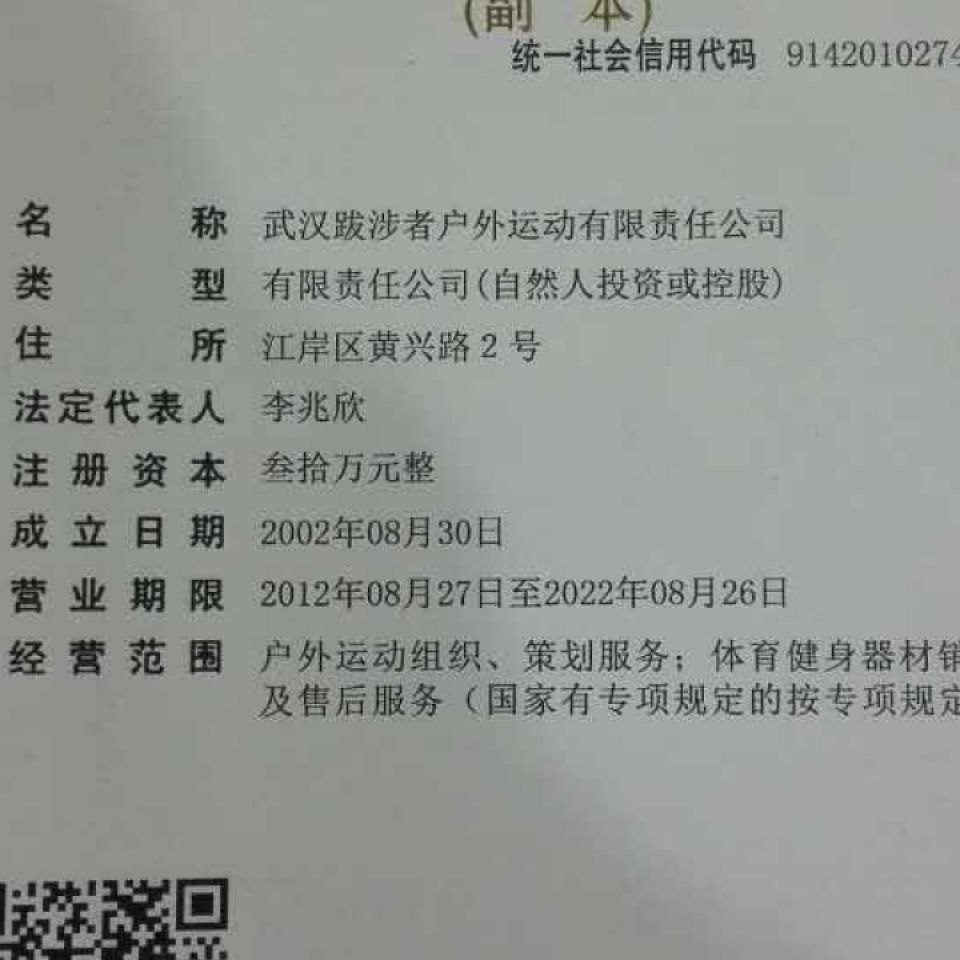 (副 本)
统一社会信用代码 9142010274
名 称 武汉跋涉者户外运动有限责任公司
类 型 有限责任公司(自然人投资或控股)
住 所 江岸区黄兴路2号
法定代表人 李兆欣
注册资本 叁拾万元整
成立日期 2002年08月30日
营业期限 2012年08月27日至2022年08月26日
经营范围 户外运动组织、策划服务；体育健身器材销
及售后服务（国家有专项规定的按专项规定